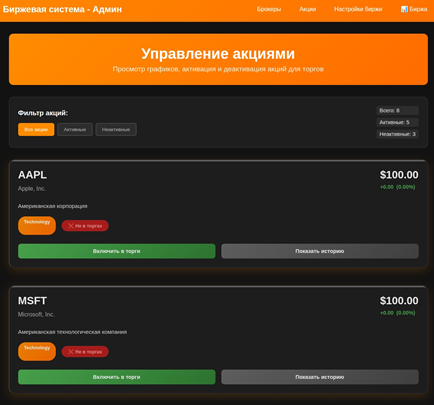 Биржевая система - Админ
Брокеры Акции Настройки биржи 📊 Биржа
Управление акциями
Просмотр графиков, активация и деактивация акций для торгов
Фильтр акций:
Все акции Активные Неактивные
Всего: 8
Активные: 5
Неактивные: 3
AAPL
$100.00
Apple, Inc.
+0.00 (0.00%)
Американская корпорация
Technology
❌ Не в торгах
Включить в торги
Показать историю
MSFT
$100.00
Microsoft, Inc.
+0.00 (0.00%)
Американская технологическая компания
Technology
❌ Не в торгах
Включить в торги
Показать историю